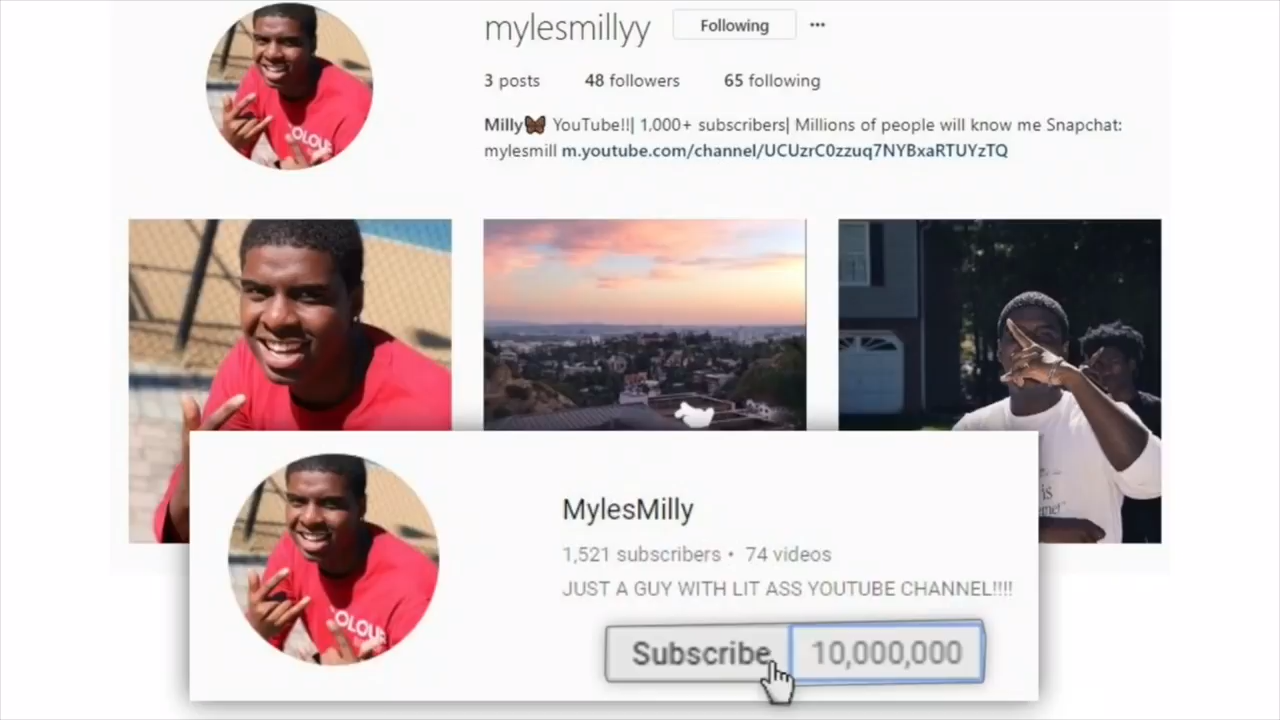 mylesmillyy Following
3 posts 48 followers 65 following
Milly🦋 YouTube!!| 1,000+ subscribers| Millions of people will know me Snapchat:
mylesmill m.youtube.com/channel/UCUzrC0zzuq7NYBxaRTUYzTQ
COLOUR
is
MylesMilly
1,521 subscribers • 74 videos
JUST A GUY WITH LIT ASS YOUTUBE CHANNEL!!!!
Subscribe 10,000,000